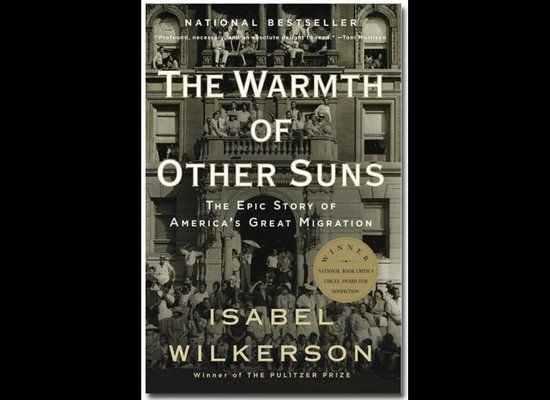 NATIONAL BESTSELLER
"Profound, necessary, and an absolute delight to read." —Toni Morrison
THE WARMTH
OF
OTHER SUNS
THE EPIC STORY OF
AMERICA'S GREAT MIGRATION
WINNER
NATIONAL BOOK CRITICS
CIRCLE AWARD FOR
NONFICTION
ISABEL
WILKERSON
Winner of THE PULITZER PRIZE